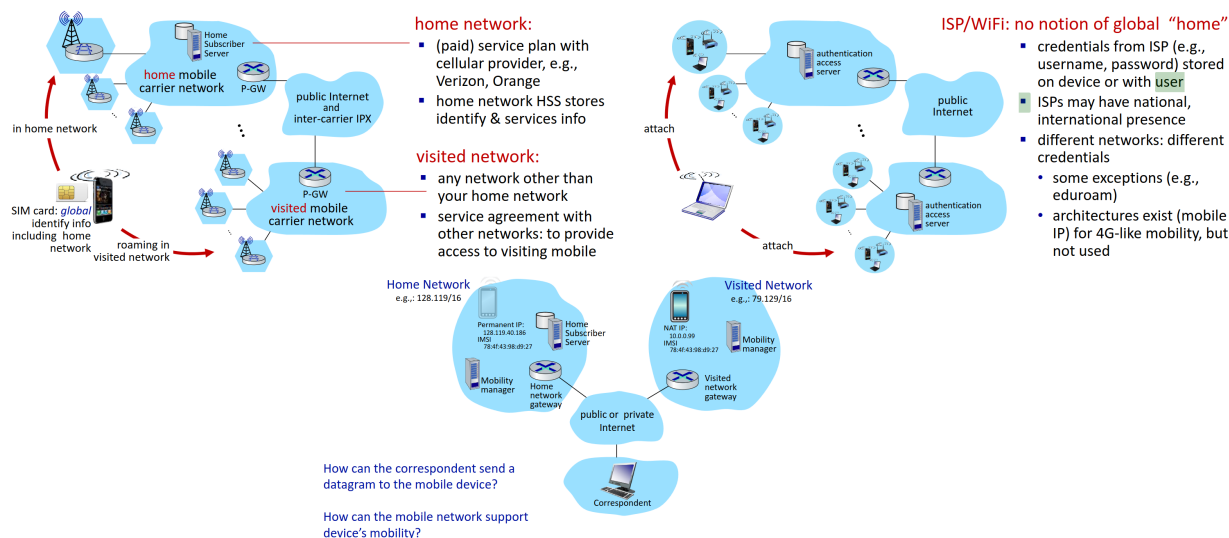 Home
Subscriber
Server
home mobile
carrier network
P-GW
public Internet
and
inter-carrier IPX
in home network
SIM card: global
identify info
including home
network
roaming in
visited network
P-GW
visited mobile
carrier network
home network:
(paid) service plan with
cellular provider, e.g.,
Verizon, Orange
home network HSS stores
identify & services info
visited network:
any network other than
your home network
service agreement with
other networks: to provide
access to visiting mobile
authentication
access
server
public
Internet
attach
attach
authentication
access
server
ISP/WiFi: no notion of global “home”
credentials from ISP (e.g.,
username, password) stored
on device or with user
ISPs may have national,
international presence
different networks: different
credentials
some exceptions (e.g.,
eduroam)
architectures exist (mobile
IP) for 4G-like mobility, but
not used
Home Network
e.g.,: 128.119/16
Permanent IP:
128.119.40.186
IMSI
78:4f:43:98:d9:27
Home
Subscriber
Server
Mobility
manager
Home
network
gateway
Visited Network
e.g.,: 79.129/16
NAT IP:
10.0.0.99
IMSI
78:4f:43:98:d9:27
Mobility
manager
Visited
network
gateway
public or private
Internet
Correspondent
How can the correspondent send a
datagram to the mobile device?
How can the mobile network support
device’s mobility?